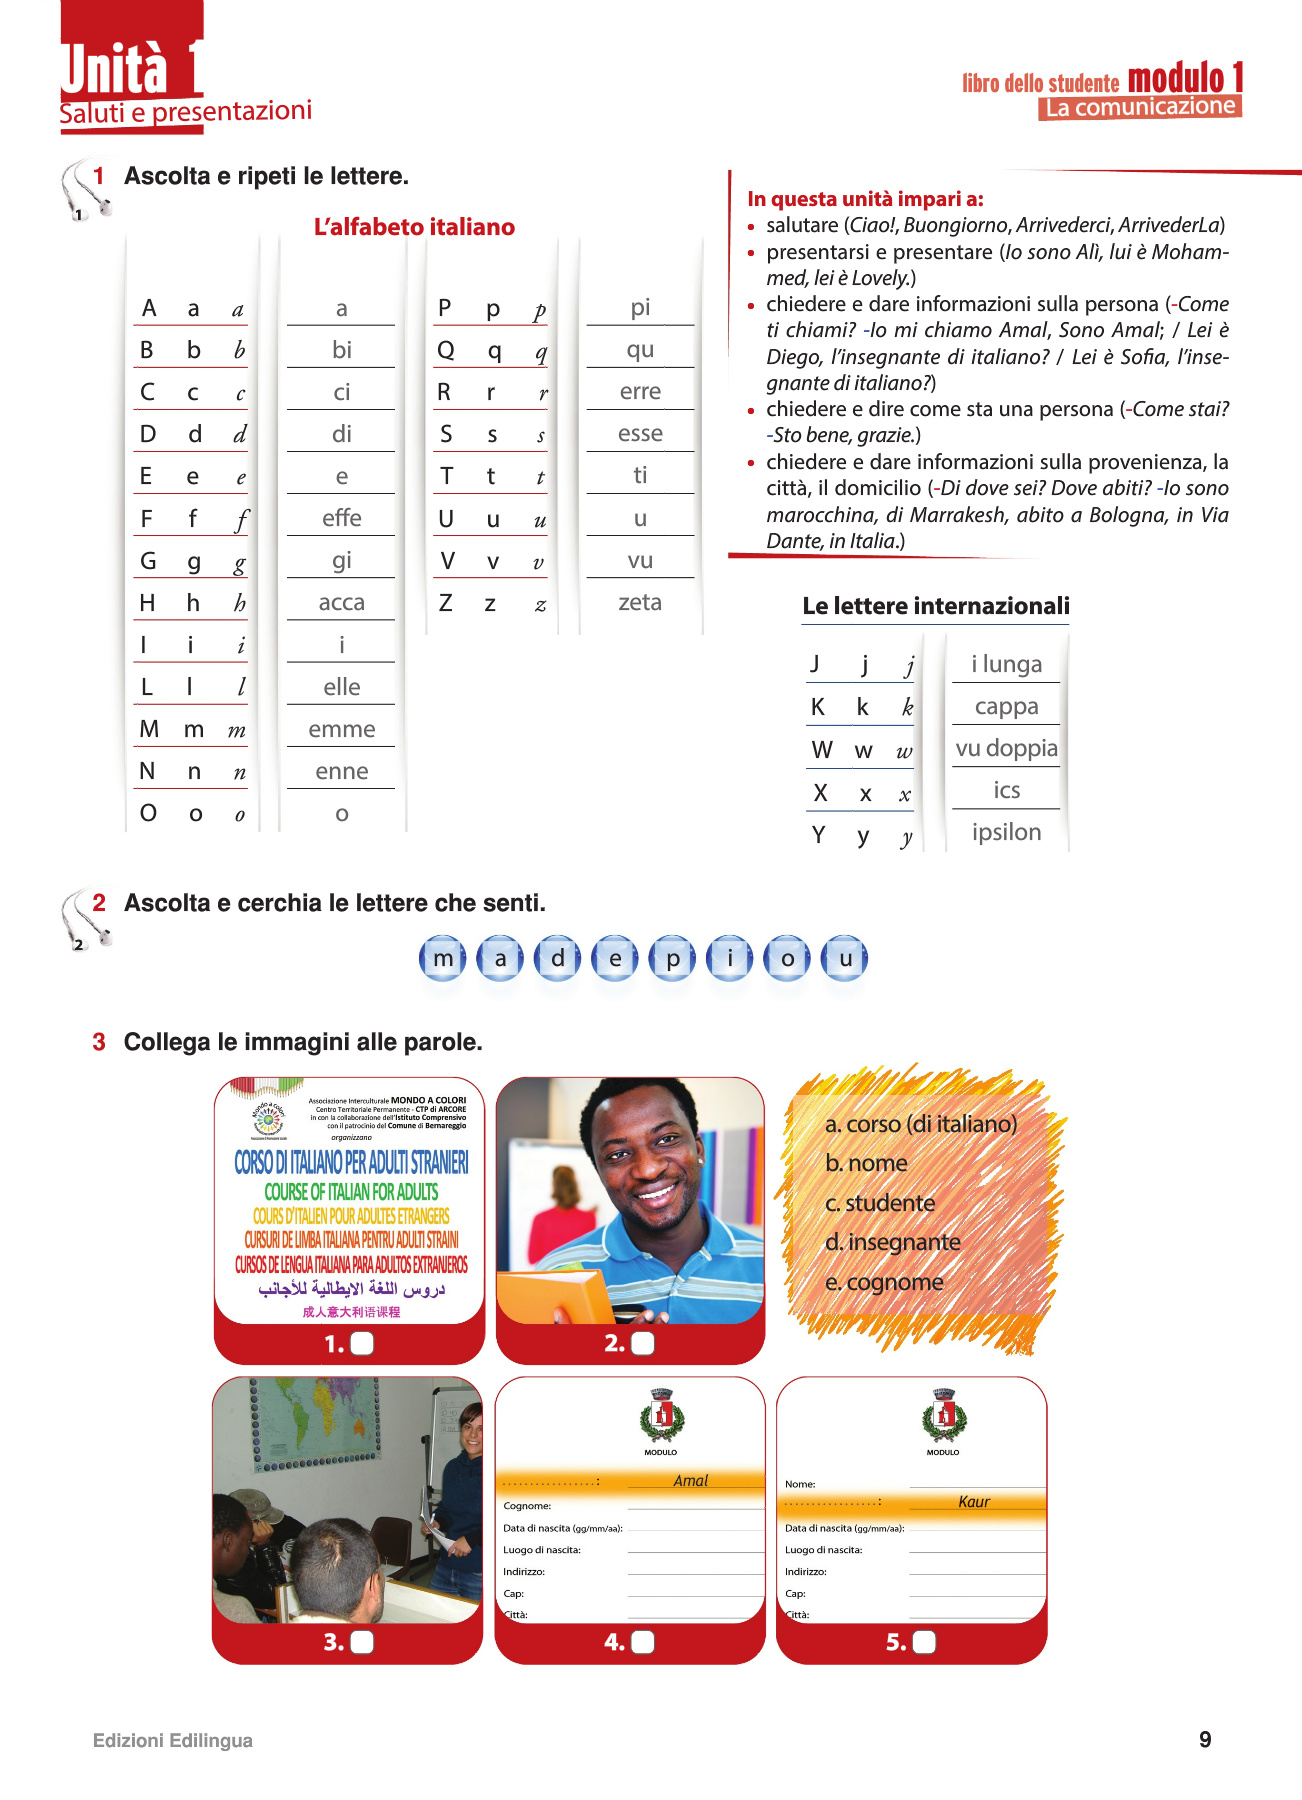 Unità 1
Saluti e presentazioni
libro dello studente modulo 1
La comunicazione
1 Ascolta e ripeti le lettere.
1
L'alfabeto italiano
A a a a
B b b bi
C c c ci
D d d di
E e e e
F f f effe
G g g gi
H h h acca
I i i i
L l l elle
M m m emme
N n n enne
O o o o
P p p pi
Q q q qu
R r r erre
S s s esse
T t t ti
U u u u
V v v vu
Z z z zeta
In questa unità impari a:
• salutare (Ciao!, Buongiorno, Arrivederci, ArrivederLa)
• presentarsi e presentare (Io sono Alì, lui è Moham-
med, lei è Lovely.)
• chiedere e dare informazioni sulla persona (-Come
ti chiami? -Io mi chiamo Amal, Sono Amal; / Lei è
Diego, l'insegnante di italiano? / Lei è Sofia, l'inse-
gnante di italiano?)
• chiedere e dire come sta una persona (-Come stai?
-Sto bene, grazie.)
• chiedere e dare informazioni sulla provenienza, la
città, il domicilio (-Di dove sei? Dove abiti? -Io sono
marocchina, di Marrakesh, abito a Bologna, in Via
Dante, in Italia.)
Le lettere internazionali
J j j i lunga
K k k cappa
W w w vu doppia
X x x ics
Y y y ipsilon
2 Ascolta e cerchia le lettere che senti.
2
m a d e p i o u
3 Collega le immagini alle parole.
Mondo a colori
Associazione Interculturale MONDO A COLORI
Centro Territoriale Permanente - CTP di ARCORE
in con la collaborazione dell'Istituto Comprensivo
con il patrocinio del Comune di Bernareggio
organizzano
CORSO DI ITALIANO PER ADULTI STRANIERI
COURSE OF ITALIAN FOR ADULTS
COURS D'ITALIEN POUR ADULTES ETRANGERS
CURSURI DE LIMBA ITALIANA PENTRU ADULTI STRAINI
CURSOS DE LENGUA ITALIANA PARA ADULTOS EXTRANJEROS
دروس اللغة الايطالية للأجانب
成人意大利语课程
1.
2.
a. corso (di italiano)
b. nome
c. studente
d. insegnante
e. cognome
3.
MODULO
................: Amal
Cognome:
Data di nascita (gg/mm/aa):
Luogo di nascita:
Indirizzo:
Cap:
Città:
4.
MODULO
Nome:
.................: Kaur
Data di nascita (gg/mm/aa):
Luogo di nascita:
Indirizzo:
Cap:
Città:
5.
Edizioni Edilingua
9